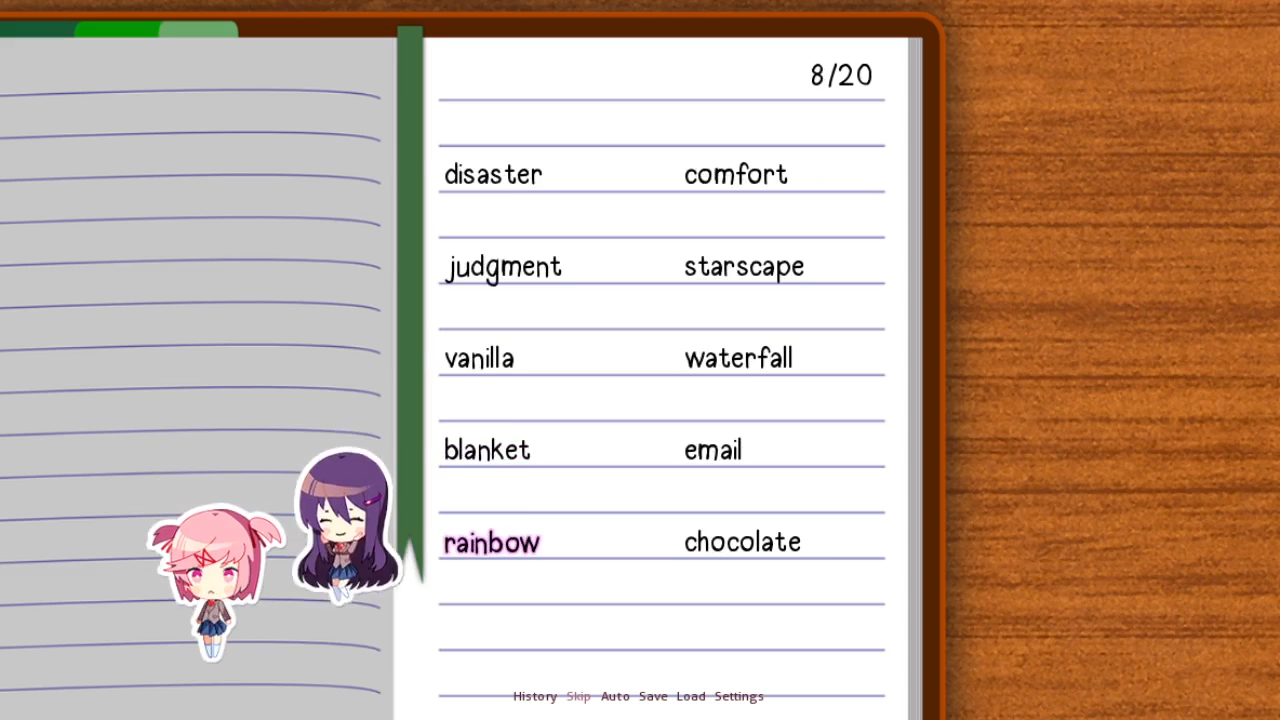 8/20
disaster comfort
judgment starscape
vanilla waterfall
blanket email
rainbow chocolate
History Skip Auto Save Load Settings